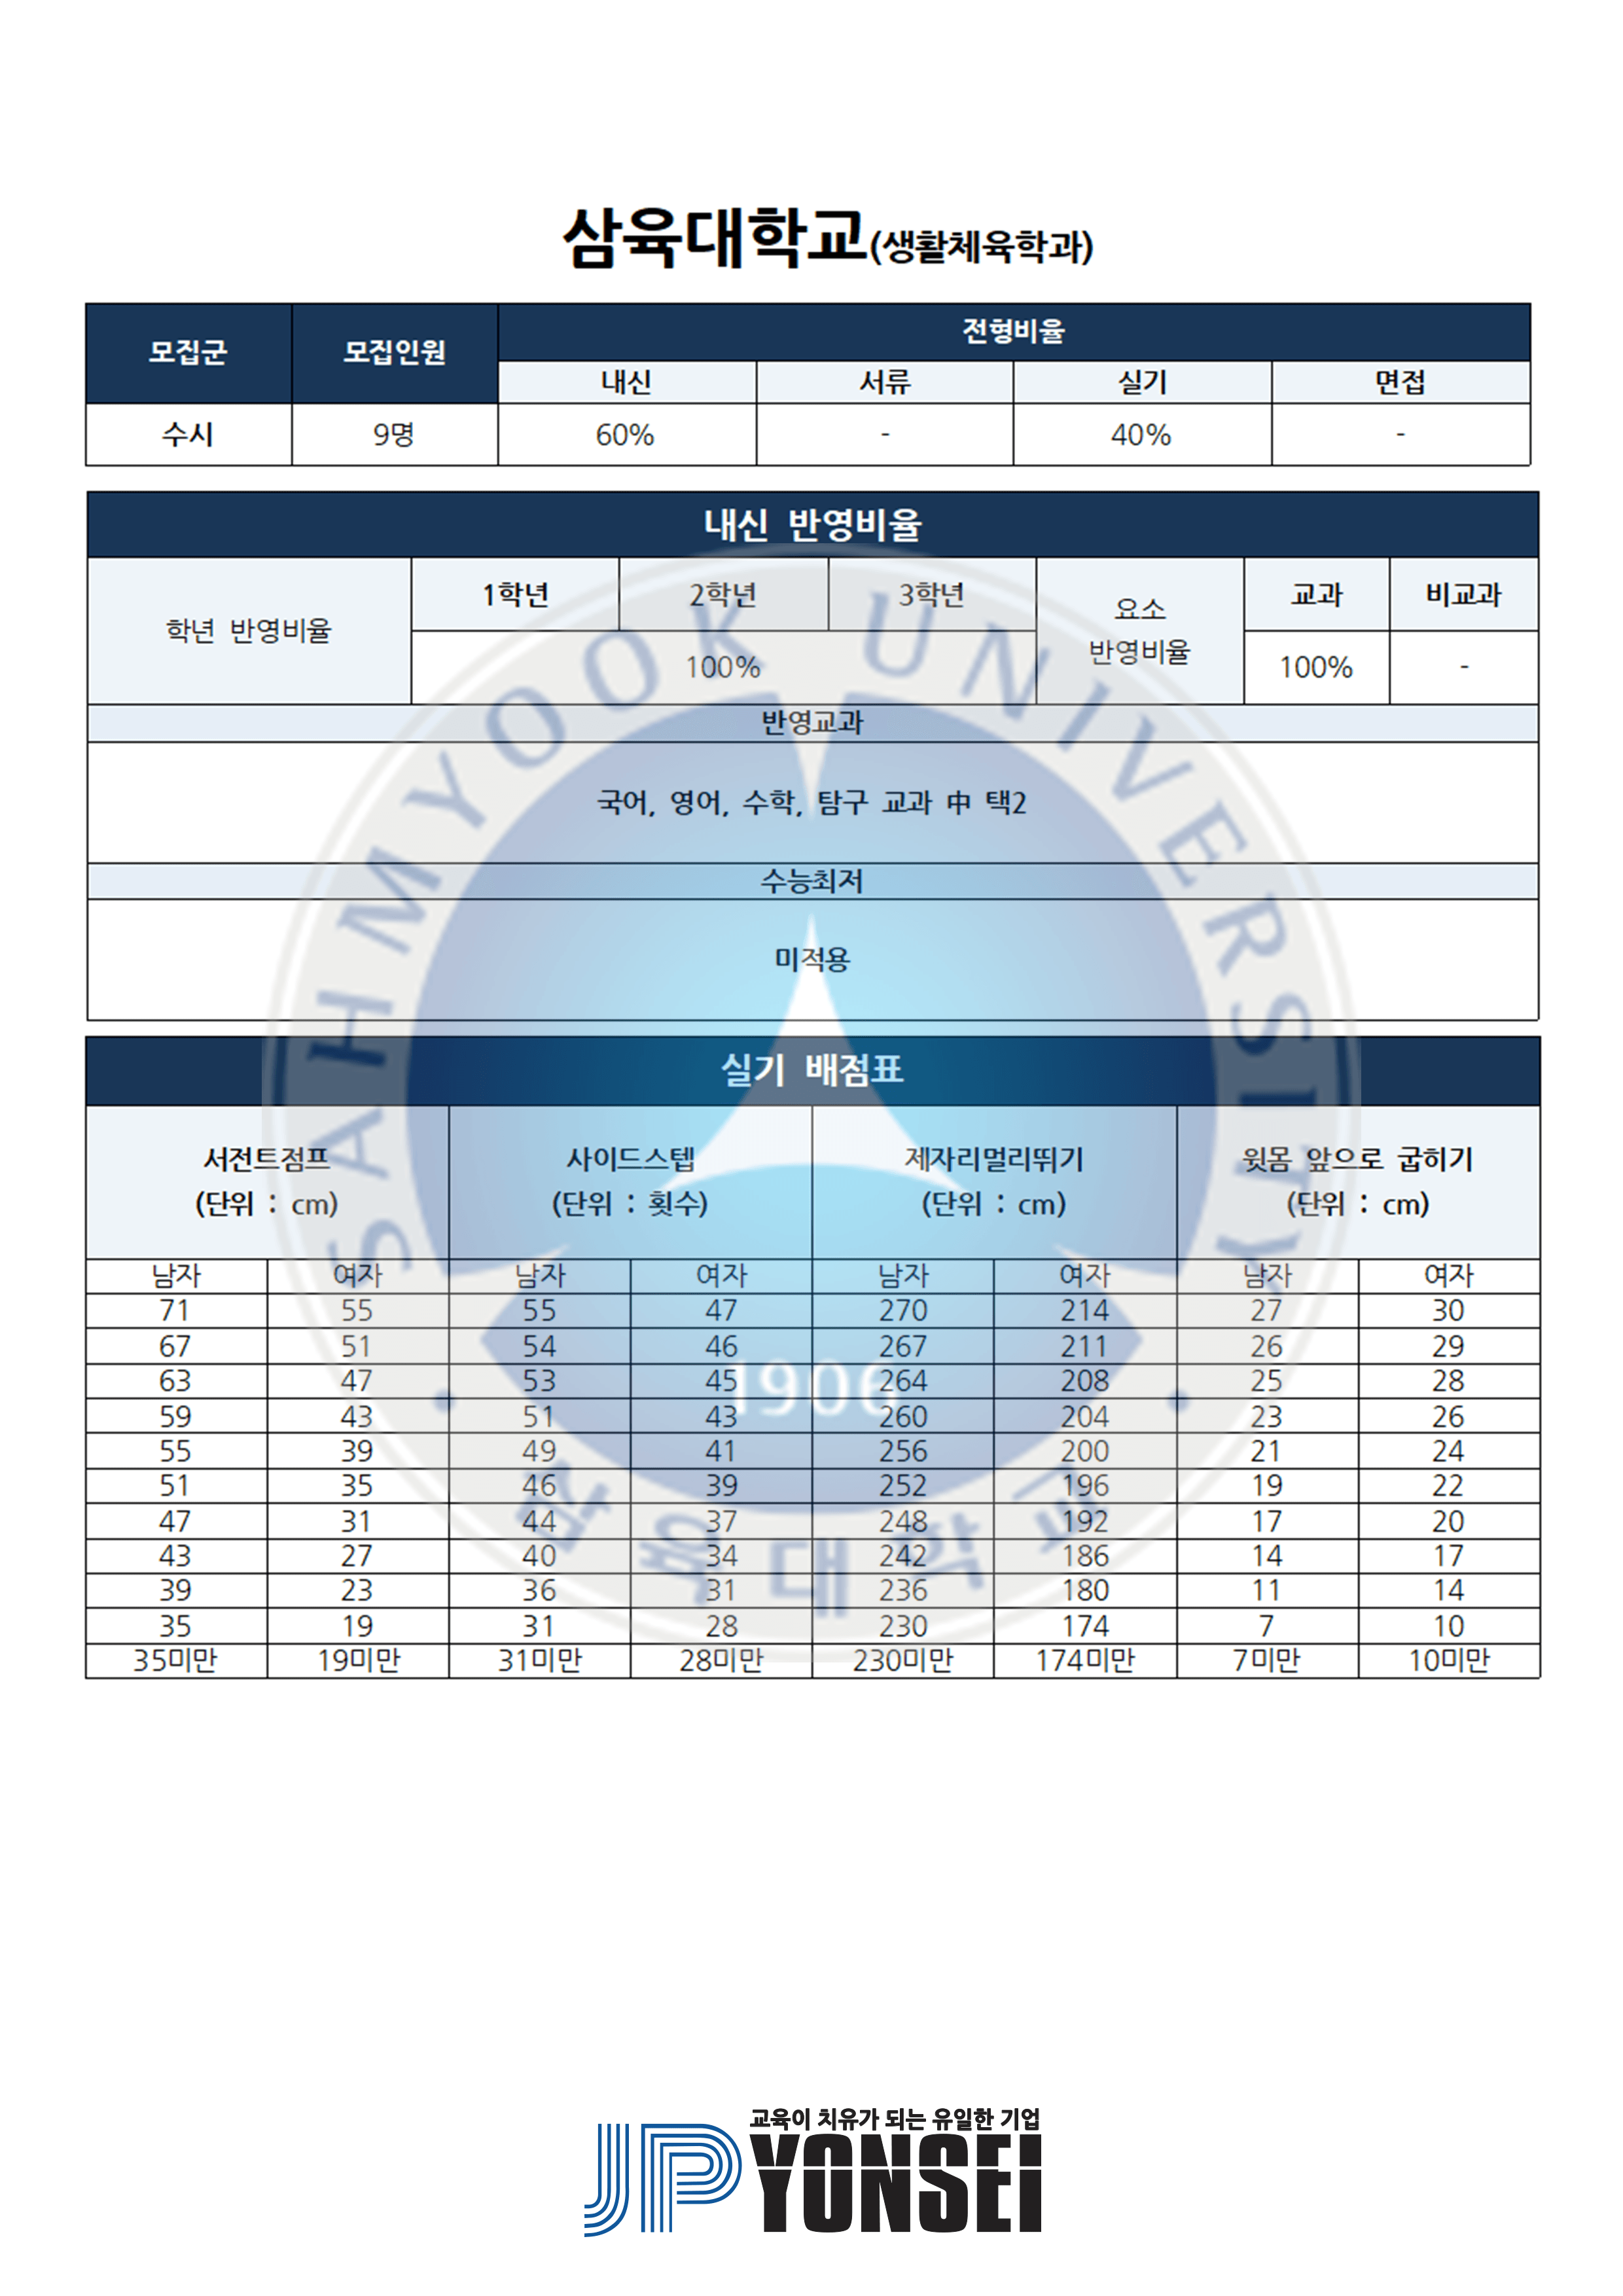 삼육대학교(생활체육학과)
모집군 모집인원 전형비율
내신 서류 실기 면접
수시 9명 60% - 40% -
내신 반영비율
학년 반영비율 1학년 2학년 3학년 요소 반영비율 교과 비교과
100% 100% -
반영교과
국어, 영어, 수학, 탐구 교과 中 택2
수능최저
미적용
실기 배점표
서전트점프 사이드스텝 제자리멀리뛰기 윗몸 앞으로 굽히기
(단위 : cm) (단위 : 횟수) (단위 : cm) (단위 : cm)
남자 여자 남자 여자 남자 여자 남자 여자
71 55 55 47 270 214 27 30
67 51 54 46 267 211 26 29
63 47 53 45 264 208 25 28
59 43 51 43 260 204 23 26
55 39 49 41 256 200 21 24
51 35 46 39 252 196 19 22
47 31 44 37 248 192 17 20
43 27 40 34 242 186 14 17
39 23 36 31 236 180 11 14
35 19 31 28 230 174 7 10
35미만 19미만 31미만 28미만 230미만 174미만 7미만 10미만
SAHMYOOK UNIVERSITY
1906
삼육대학교
교육이 치유가 되는 유일한 기업
JP YONSEI